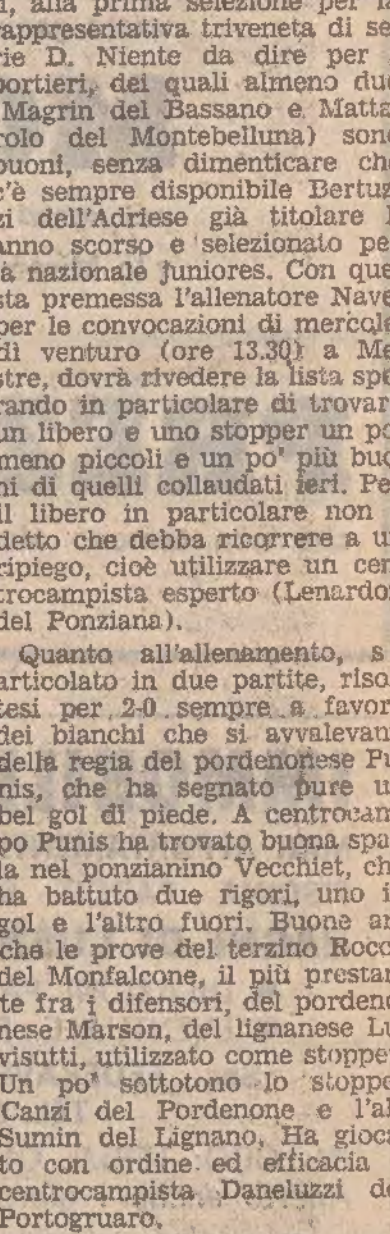 i, alla prima selezione per la
rappresentativa triveneta di se-
rie D. Niente da dire per i
portieri, dei quali almeno due
(Magrin del Bassano e Matta-
rolo del Montebelluna) sono
buoni, senza dimenticare che
c'è sempre disponibile Bertuz-
zi dell'Adriese già titolare l'
anno scorso e selezionato per
la nazionale juniores. Con que-
sta premessa l'allenatore Nave
per le convocazioni di mercole-
dì venturo (ore 13.30) a Me-
stre, dovrà rivedere la lista spe-
rando in particolare di trovar
un libero e uno stopper un po'
meno piccoli e un po' più buo-
ni di quelli collaudati ieri. Per
il libero in particolare non
detto che debba ricorrere a un
ripiego, cioè utilizzare un cen-
trocampista esperto (Lenardon
del Ponziana).
Quanto all'allenamento, s
articolato in due partite, risol-
tesi per 2-0 sempre a favor
dei bianchi che si avvalevan
della regia del pordenonese Pu-
nis, che ha segnato pure u
bel gol di piede. A centrocam-
po Punis ha trovato buona spal-
la nel ponzianino Vecchiet, ch
ha battuto due rigori, uno i
gol e l'altro fuori. Buone an-
che le prove del terzino Rocc
del Monfalcone, il più prestan-
te fra i difensori, del pordeno-
nese Marson, del lignanese Lu-
visutti, utilizzato come stopper.
Un po' sottotono lo stoppe
Canzi del Pordenone e l'al
Sumin del Lignano. Ha gioca-
to con ordine ed efficacia
centrocampista Daneluzzi de
Portogruaro.